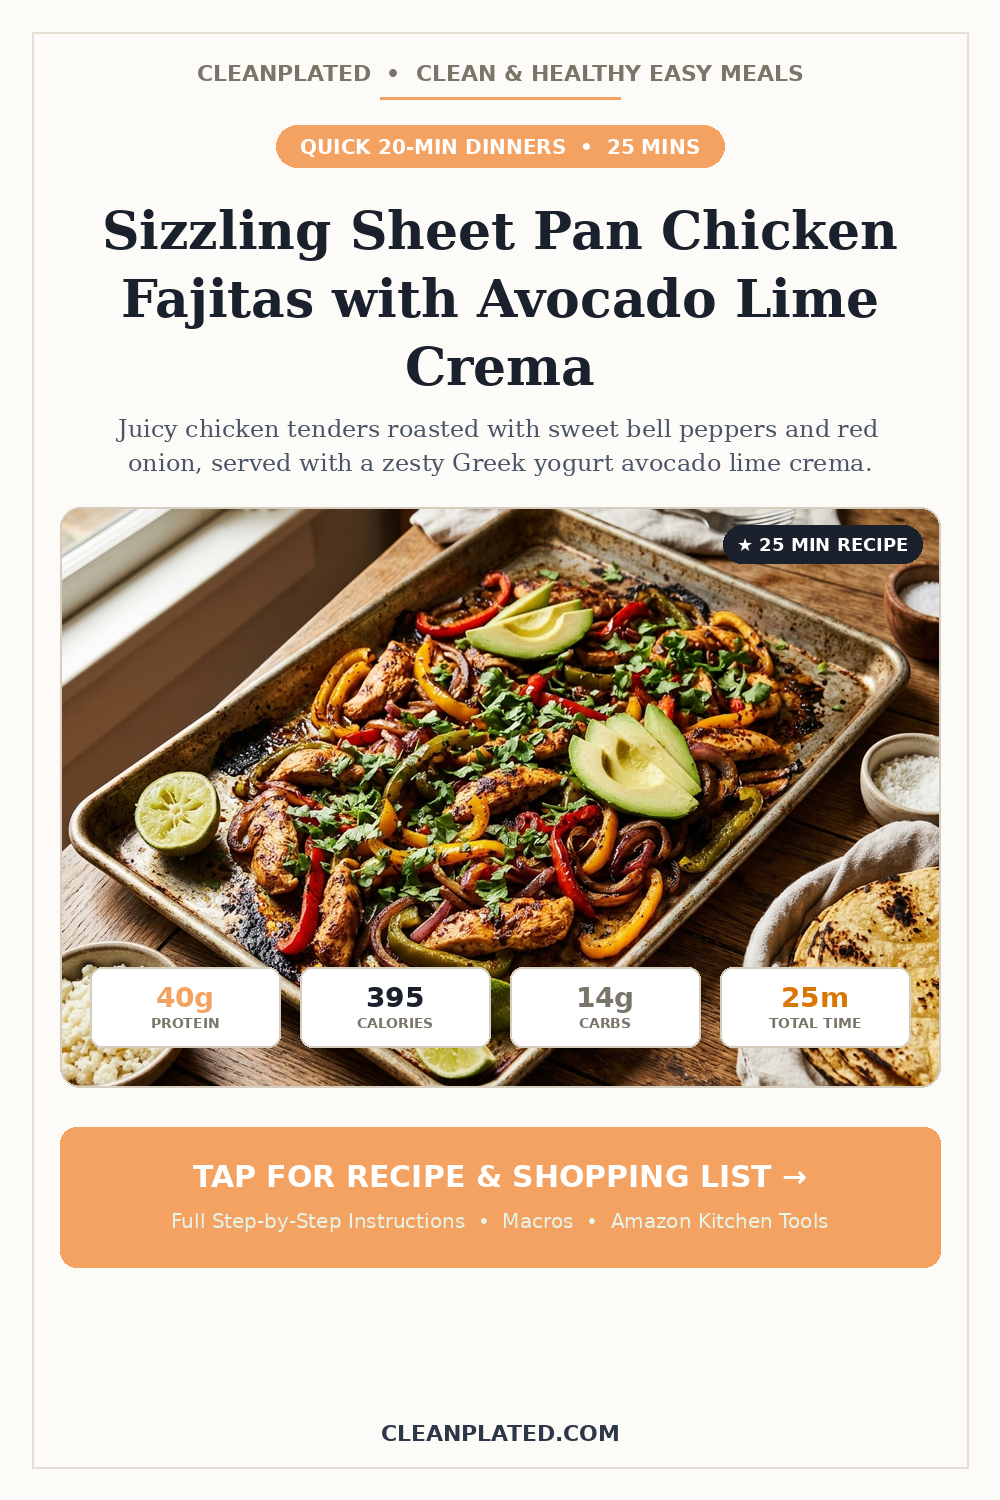 CLEANPLATED • CLEAN & HEALTHY EASY MEALS
QUICK 20-MIN DINNERS • 25 MINS
Sizzling Sheet Pan Chicken
Fajitas with Avocado Lime
Crema
Juicy chicken tenders roasted with sweet bell peppers and red
onion, served with a zesty Greek yogurt avocado lime crema.
★ 25 MIN RECIPE
40g
PROTEIN
395
CALORIES
14g
CARBS
25m
TOTAL TIME
TAP FOR RECIPE & SHOPPING LIST →
Full Step-by-Step Instructions • Macros • Amazon Kitchen Tools
CLEANPLATED.COM